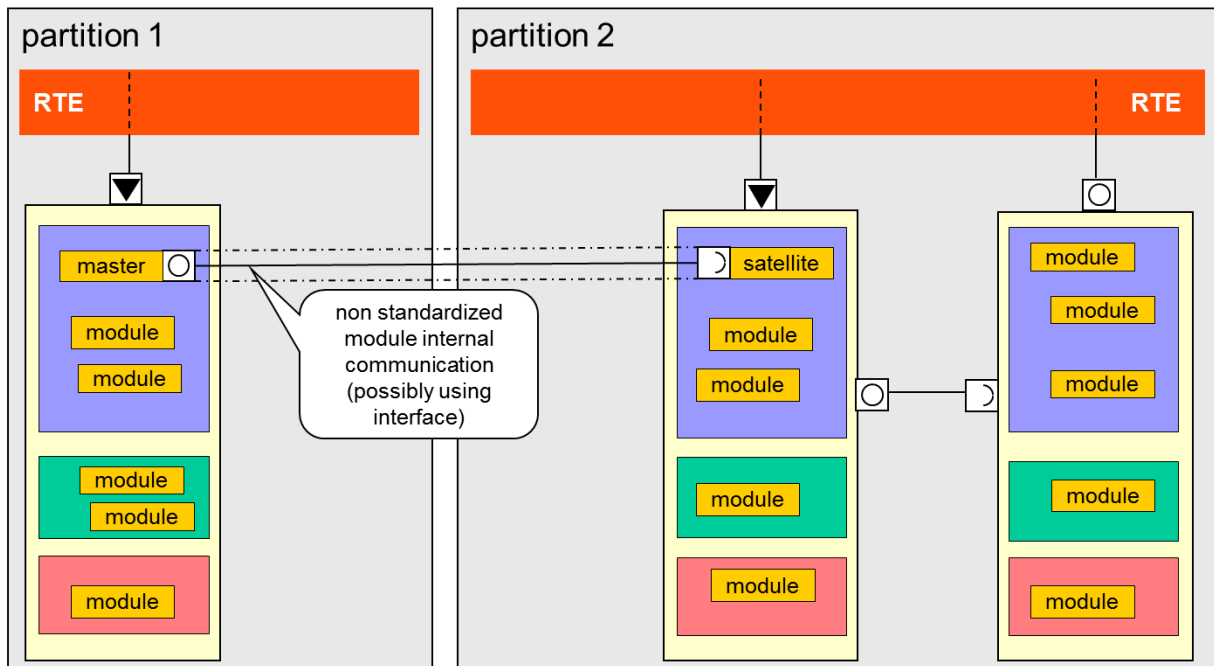 partition 1
partition 2
RTE
RTE
master
module
module
module
module
module
non standardized
module internal
communication
(possibly using
interface)
satellite
module
module
module
module
module
module
module
module
module